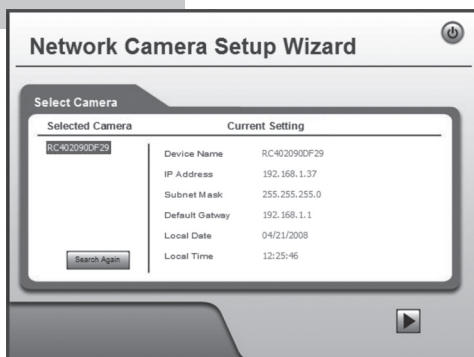 Network Camera Setup Wizard
Select Camera
Selected Camera
Current Setting
RC402090DF29
Device Name RC402090DF29
IP Address 192.168.1.37
Subnet Mask 255.255.255.0
Default Gatway 192.168.1.1
Local Date 04/21/2008
Local Time 12:25:46
Search Again